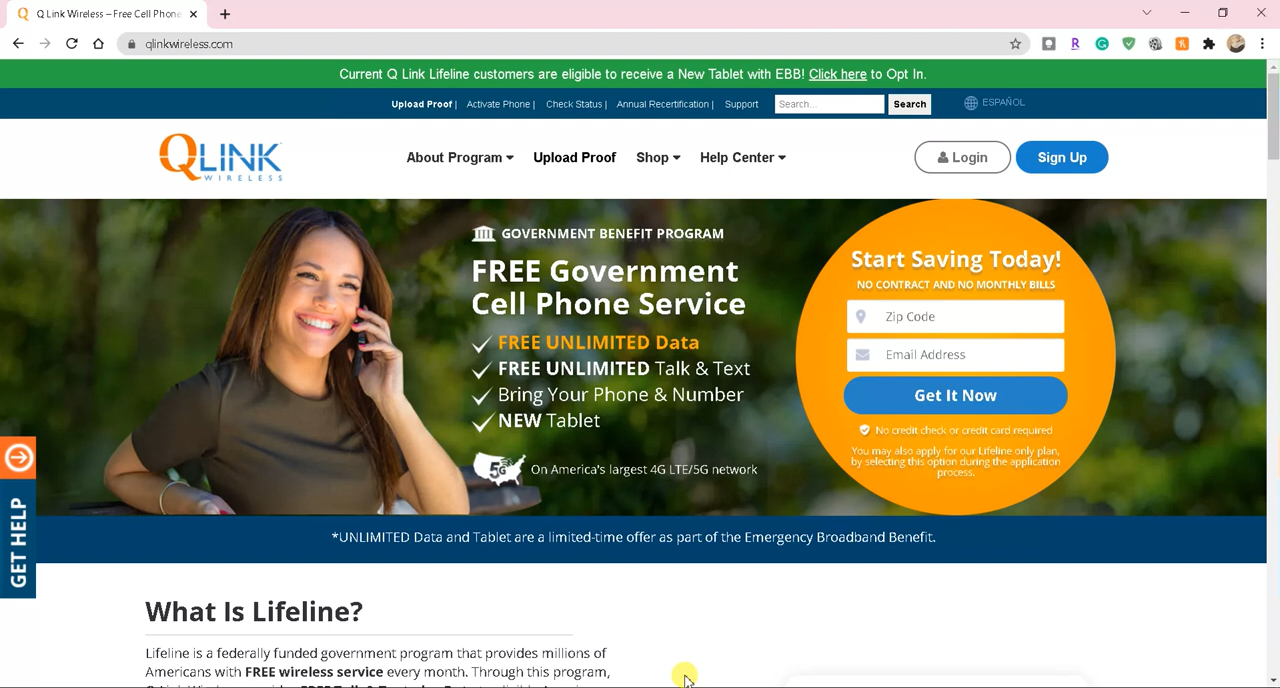 Q Link Wireless – Free Cell Phone
qlinkwireless.com
Current Q Link Lifeline customers are eligible to receive a New Tablet with EBB! Click here to Opt In.
Upload Proof | Activate Phone | Check Status | Annual Recertification | Support Search... Search ESPAÑOL
QLINK
WIRELESS
About Program Upload Proof Shop Help Center Login Sign Up
GOVERNMENT BENEFIT PROGRAM
FREE Government
Cell Phone Service
FREE UNLIMITED Data
FREE UNLIMITED Talk & Text
Bring Your Phone & Number
NEW Tablet
5G On America's largest 4G LTE/5G network
Start Saving Today!
NO CONTRACT AND NO MONTHLY BILLS
Zip Code
Email Address
Get It Now
No credit check or credit card required
You may also apply for our Lifeline only plan,
by selecting this option during the application
process.
GET HELP
*UNLIMITED Data and Tablet are a limited-time offer as part of the Emergency Broadband Benefit.
What Is Lifeline?
Lifeline is a federally funded government program that provides millions of
Americans with FREE wireless service every month. Through this program,